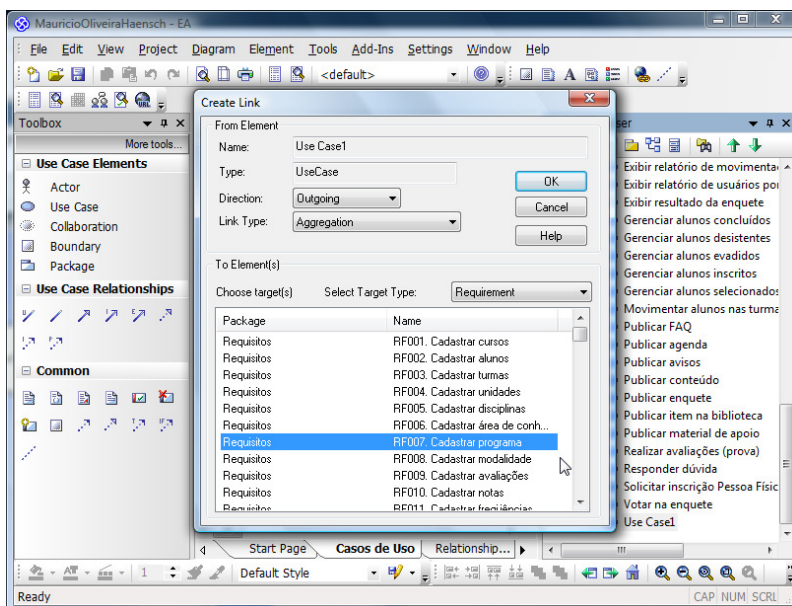 MauricioOliveiraHaensch - EA
File Edit View Project Diagram Element Tools Add-Ins Settings Window Help
<default>
Toolbox
More tools...
Use Case Elements
Actor
Use Case
Collaboration
Boundary
Package
Use Case Relationships
Common
Create Link
From Element
Name: Use Case1
Type: UseCase
Direction: Outgoing
Link Type: Aggregation
OK
Cancel
Help
To Element(s)
Choose target(s) Select Target Type: Requirement
Package Name
Requisitos RF001. Cadastrar cursos
Requisitos RF002. Cadastrar alunos
Requisitos RF003. Cadastrar turmas
Requisitos RF004. Cadastrar unidades
Requisitos RF005. Cadastrar disciplinas
Requisitos RF006. Cadastrar área de conh...
Requisitos RF007. Cadastrar programa
Requisitos RF008. Cadastrar modalidade
Requisitos RF009. Cadastrar avaliações
Requisitos RF010. Cadastrar notas
Requisitos RF011. Cadastrar freqüências
ser
Exibir relatório de movimenta
Exibir relatório de usuários por
Exibir resultado da enquete
Gerenciar alunos concluídos
Gerenciar alunos desistentes
Gerenciar alunos evadidos
Gerenciar alunos inscritos
Gerenciar alunos selecionados
Movimentar alunos nas turma
Publicar FAQ
Publicar agenda
Publicar avisos
Publicar conteúdo
Publicar enquete
Publicar item na biblioteca
Publicar material de apoio
Realizar avaliações (prova)
Responder dúvida
Solicitar inscrição Pessoa Físic
Votar na enquete
Use Case1
Start Page Casos de Uso Relationship...
1 Default Style
Ready CAP NUM SCRL